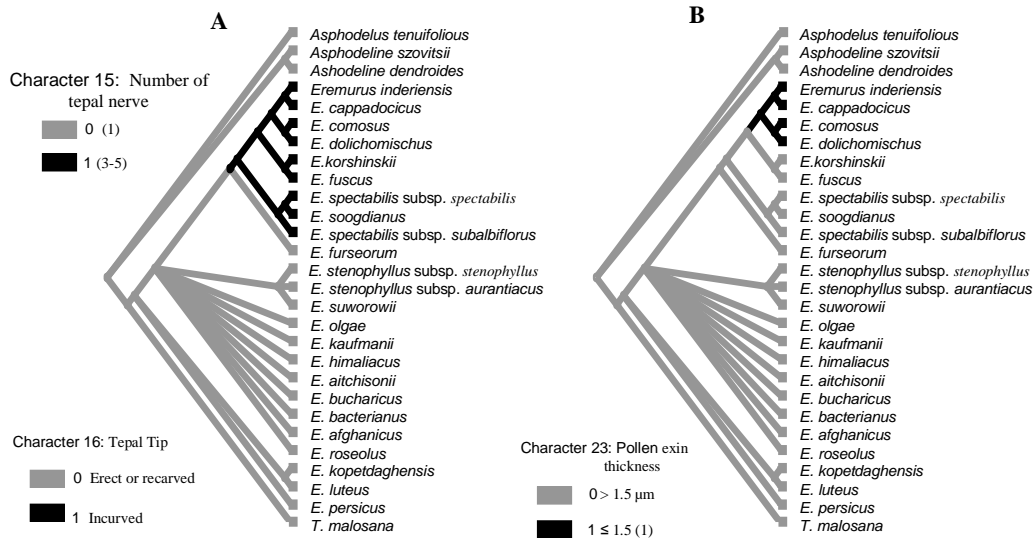 A
Character 15: Number of
tepal nerve
0 (1)
1 (3-5)
Asphodelus tenuifolious
Asphodeline szovitsii
Ashodeline dendroides
Eremurus inderiensis
E. cappadocicus
E. comosus
E. dolichomischus
E.korshinskii
E. fuscus
E. spectabilis subsp. spectabilis
E. soogdianus
E. spectabilis subsp. subalbiflorus
E. furseorum
E. stenophyllus subsp. stenophyllus
E. stenophyllus subsp. aurantiacus
E. suworowii
E. olgae
E. kaufmanii
E. himaliacus
E. aitchisonii
E. bucharicus
E. bacterianus
E. afghanicus
E. roseolus
E. kopetdaghensis
E. luteus
E. persicus
T. malosana
Character 16: Tepal Tip
0 Erect or recarved
1 Incurved
B
Asphodelus tenuifolious
Asphodeline szovitsii
Ashodeline dendroides
Eremurus inderiensis
E. cappadocicus
E. comosus
E. dolichomischus
E.korshinskii
E. fuscus
E. spectabilis subsp. spectabilis
E. soogdianus
E. spectabilis subsp. subalbiflorus
E. furseorum
E. stenophyllus subsp. stenophyllus
E. stenophyllus subsp. aurantiacus
E. suworowii
E. olgae
E. kaufmanii
E. himaliacus
E. aitchisonii
E. bucharicus
E. bacterianus
E. afghanicus
E. roseolus
E. kopetdaghensis
E. luteus
E. persicus
T. malosana
Character 23: Pollen exin
thickness
0 > 1.5 µm
1 ≤ 1.5 (1)